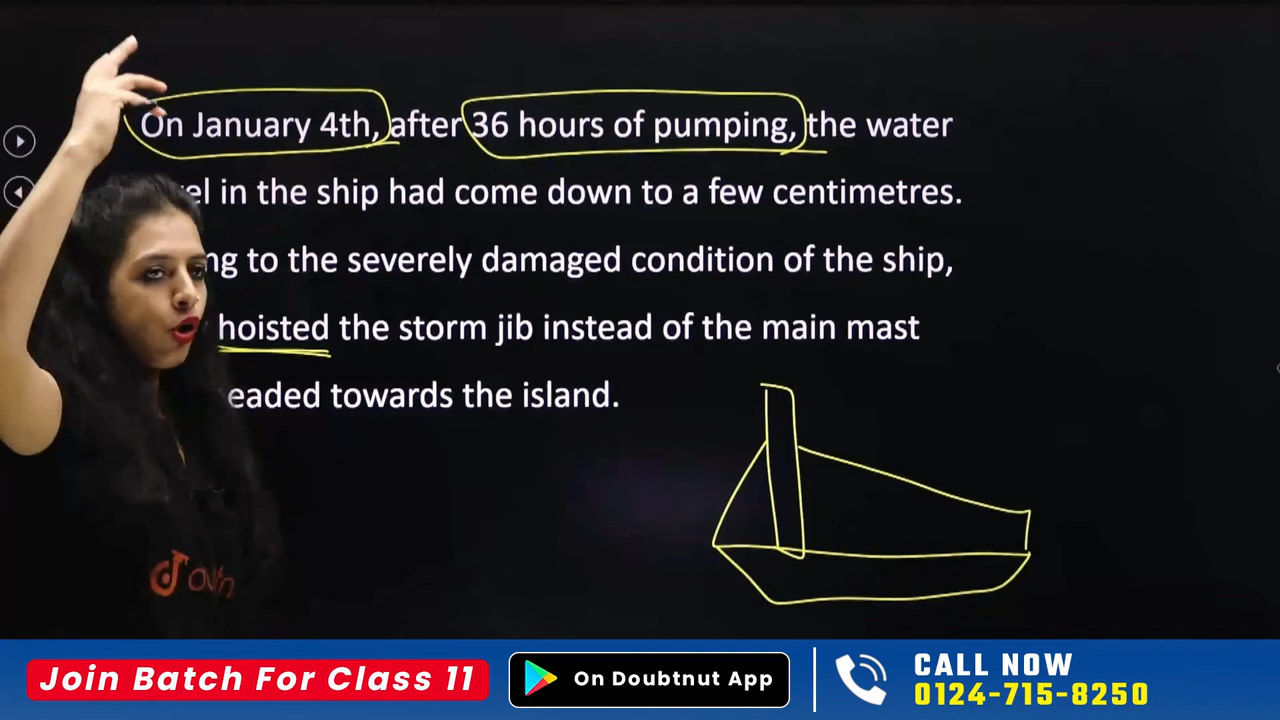 On January 4th, after 36 hours of pumping, the water
el in the ship had come down to a few centimetres.
ng to the severely damaged condition of the ship,
hoisted the storm jib instead of the main mast
eaded towards the island.
Join Batch For Class 11
On Doubtnut App
CALL NOW
0124-715-8250